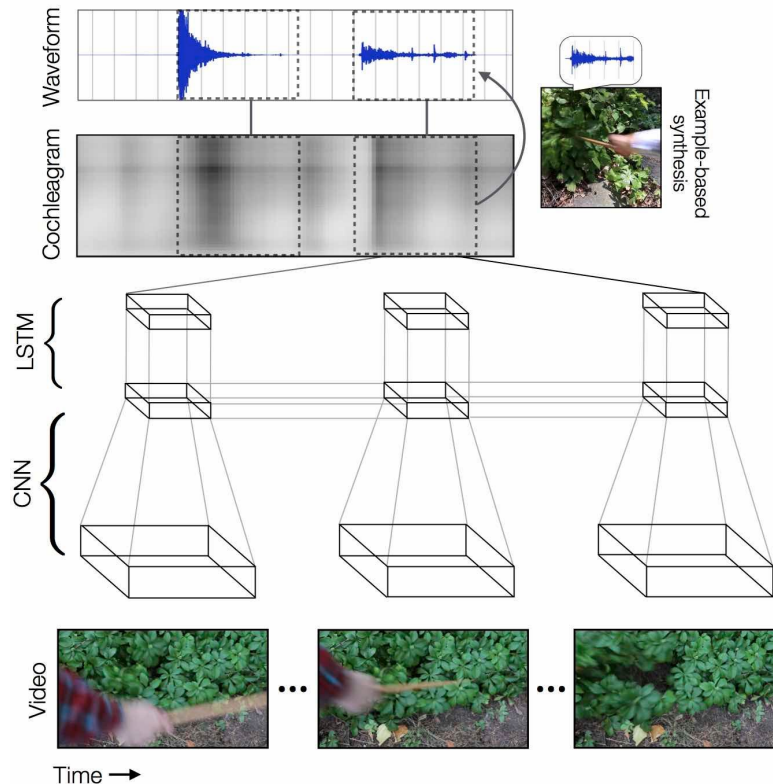 Waveform
Example-based
synthesis
Cochleagram
LSTM
CNN
Video
Time